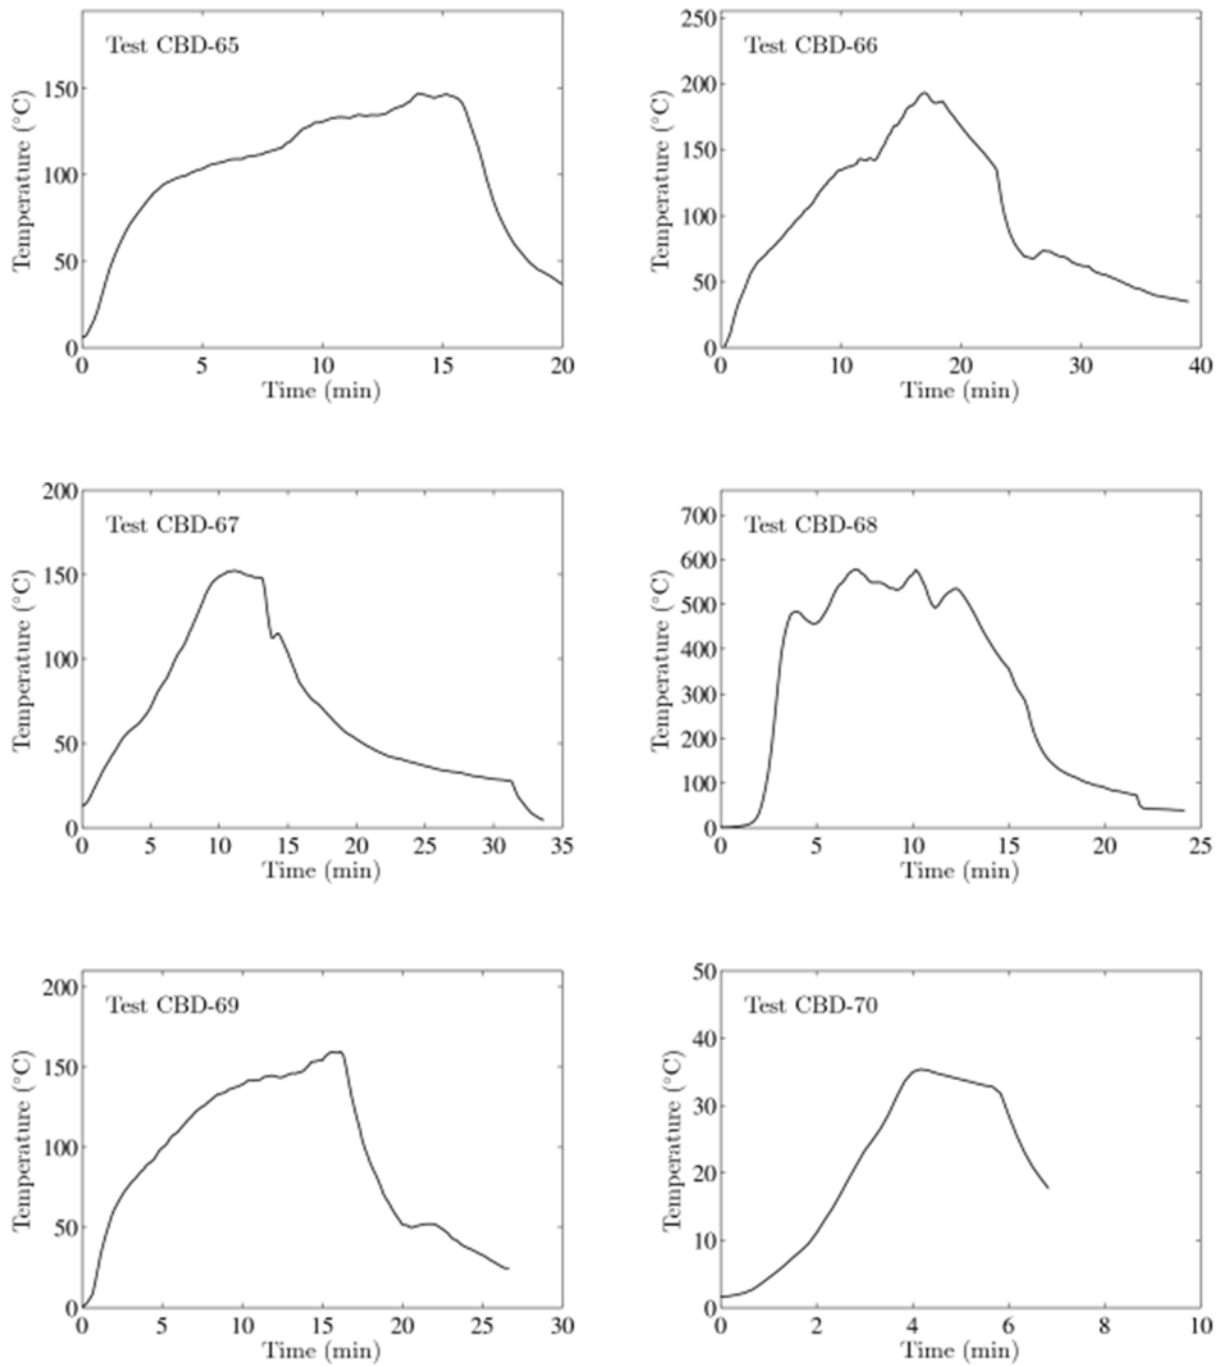 Test CBD-65
Temperature (°C)
150
100
50
0
0 5 10 15 20
Time (min)
Test CBD-66
Temperature (°C)
250
200
150
100
50
0
0 10 20 30 40
Time (min)
Test CBD-67
Temperature (°C)
200
150
100
50
0
0 5 10 15 20 25 30 35
Time (min)
Test CBD-68
Temperature (°C)
700
600
500
400
300
200
100
0
0 5 10 15 20 25
Time (min)
Test CBD-69
Temperature (°C)
200
150
100
50
0
0 5 10 15 20 25 30
Time (min)
Test CBD-70
Temperature (°C)
50
40
30
20
10
0
0 2 4 6 8 10
Time (min)